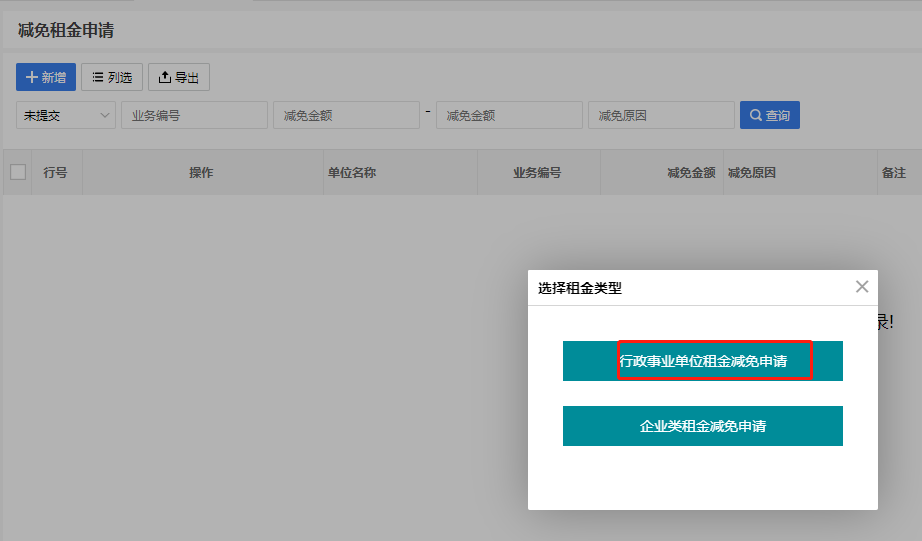 减免租金申请
新增 列选 导出
未提交 业务编号 减免金额 - 减免金额 减免原因 查询
行号 操作 单位名称 业务编号 减免金额 减免原因 备注
选择租金类型
录!
行政事业单位租金减免申请
企业类租金减免申请